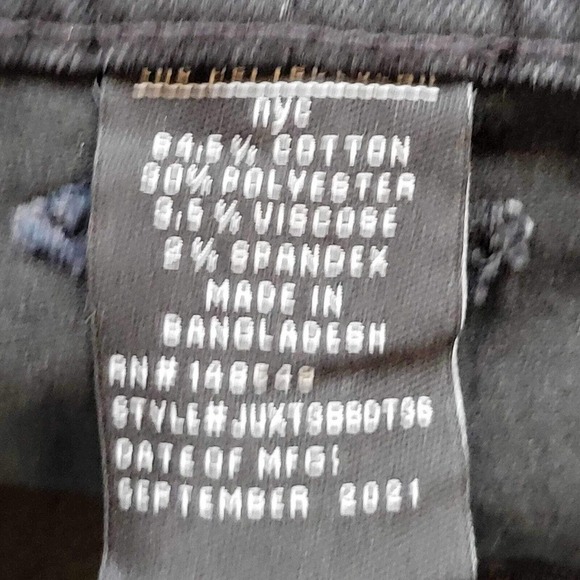 nyc
64.5% COTTON
30% POLYESTER
3.5% VISCOSE
2% SPANDEX
MADE IN
BANGLADESH
RN#
DATE OF MFG:
SEPTEMBER 2021